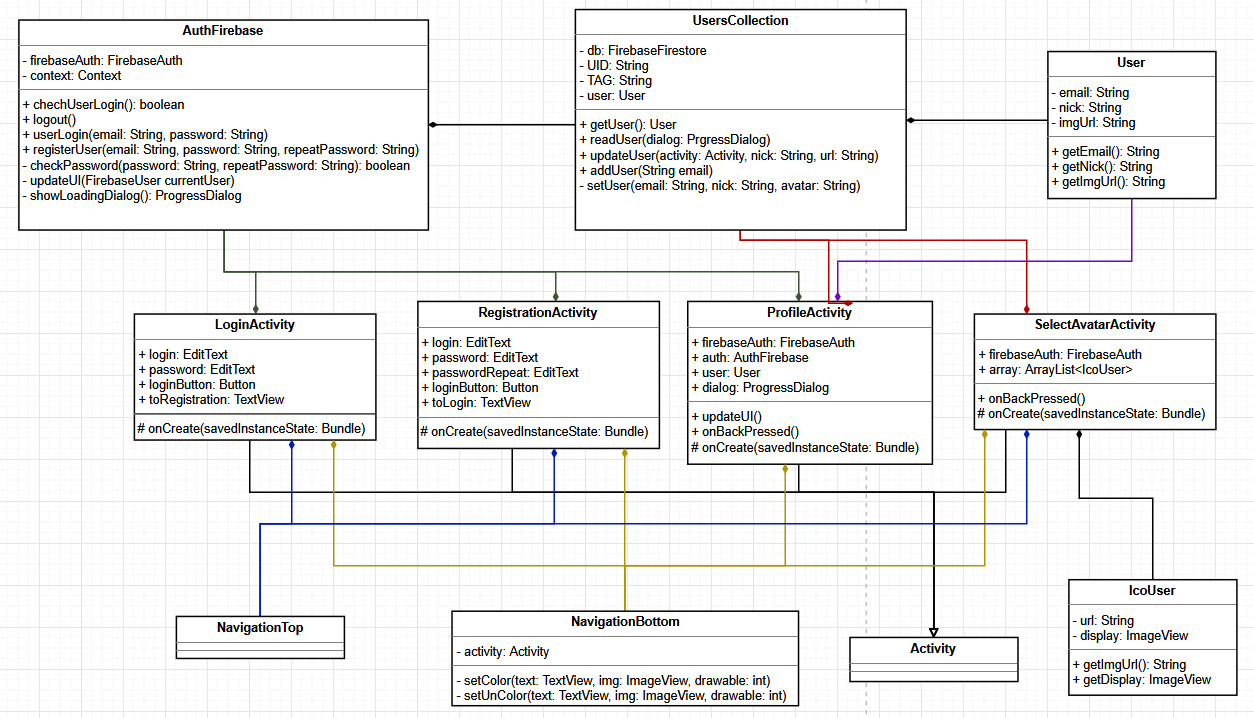 AuthFirebase
- firebaseAuth: FirebaseAuth
- context: Context
+ chechUserLogin(): boolean
+ logout()
+ userLogin(email: String, password: String)
+ registerUser(email: String, password: String, repeatPassword: String)
- checkPassword(password: String, repeatPassword: String): boolean
- updateUI(FirebaseUser currentUser)
- showLoadingDialog(): ProgressDialog
UsersCollection
- db: FirebaseFirestore
- UID: String
- TAG: String
- user: User
+ getUser(): User
+ readUser(dialog: PrgressDialog)
+ updateUser(activity: Activity, nick: String, url: String)
+ addUser(String email)
- setUser(email: String, nick: String, avatar: String)
User
- email: String
- nick: String
- imgUrl: String
+ getEmail(): String
+ getNick(): String
+ getImgUrl(): String
LoginActivity
+ login: EditText
+ password: EditText
+ loginButton: Button
+ toRegistration: TextView
# onCreate(savedInstanceState: Bundle)
RegistrationActivity
+ login: EditText
+ password: EditText
+ passwordRepeat: EditText
+ loginButton: Button
+ toLogin: TextView
# onCreate(savedInstanceState: Bundle)
ProfileActivity
+ firebaseAuth: FirebaseAuth
+ auth: AuthFirebase
+ user: User
+ dialog: ProgressDialog
+ updateUI()
+ onBackPressed()
# onCreate(savedInstanceState: Bundle)
SelectAvatarActivity
+ firebaseAuth: FirebaseAuth
+ array: ArrayList<IcoUser>
+ onBackPressed()
# onCreate(savedInstanceState: Bundle)
NavigationTop
NavigationBottom
- activity: Activity
- setColor(text: TextView, img: ImageView, drawable: int)
- setUnColor(text: TextView, img: ImageView, drawable: int)
Activity
IcoUser
- url: String
- display: ImageView
+ getImgUrl(): String
+ getDisplay: ImageView